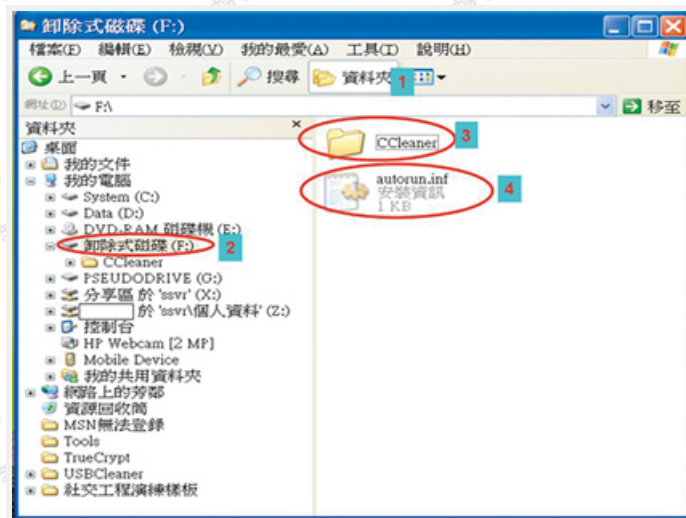 卸除式磁碟 (F:)
檔案(F) 編輯(E) 檢視(V) 我的最愛(A) 工具(T) 說明(H)
上一頁 搜尋 資料夾 1
網址(D) F:\ 移至
資料夾 ×
桌面
我的文件
我的電腦
System (C:)
Data (D:)
DVD-RAM 磁碟機 (E:)
卸除式磁碟 (F:) 2
CCleaner
PSEUDODRIVE (G:)
分享區 於 'ssvr' (X:)
於 'ssvr\個人資料' (Z:)
控制台
HP Webcam [2 MP]
Mobile Device
我的共用資料夾
網路上的芳鄰
資源回收筒
MSN無法登錄
Tools
TrueCrypt
USBCleaner
社交工程演練樣板
CCleaner 3
autorun.inf
安裝資訊 4
1 KB